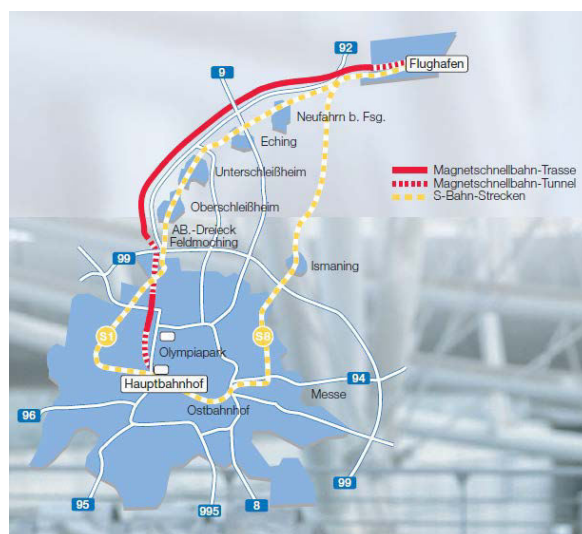 92
9
Flughafen
Neufahrn b. Fsg.
Eching
Unterschleißheim
Magnetschnellbahn-Trasse
Magnetschnellbahn-Tunnel
S-Bahn-Strecken
Oberschleißheim
AB.-Dreieck
Feldmoching
99
Ismaning
S1
S8
Olympiapark
Hauptbahnhof
94
Messe
96
Ostbahnhof
99
95
995
8